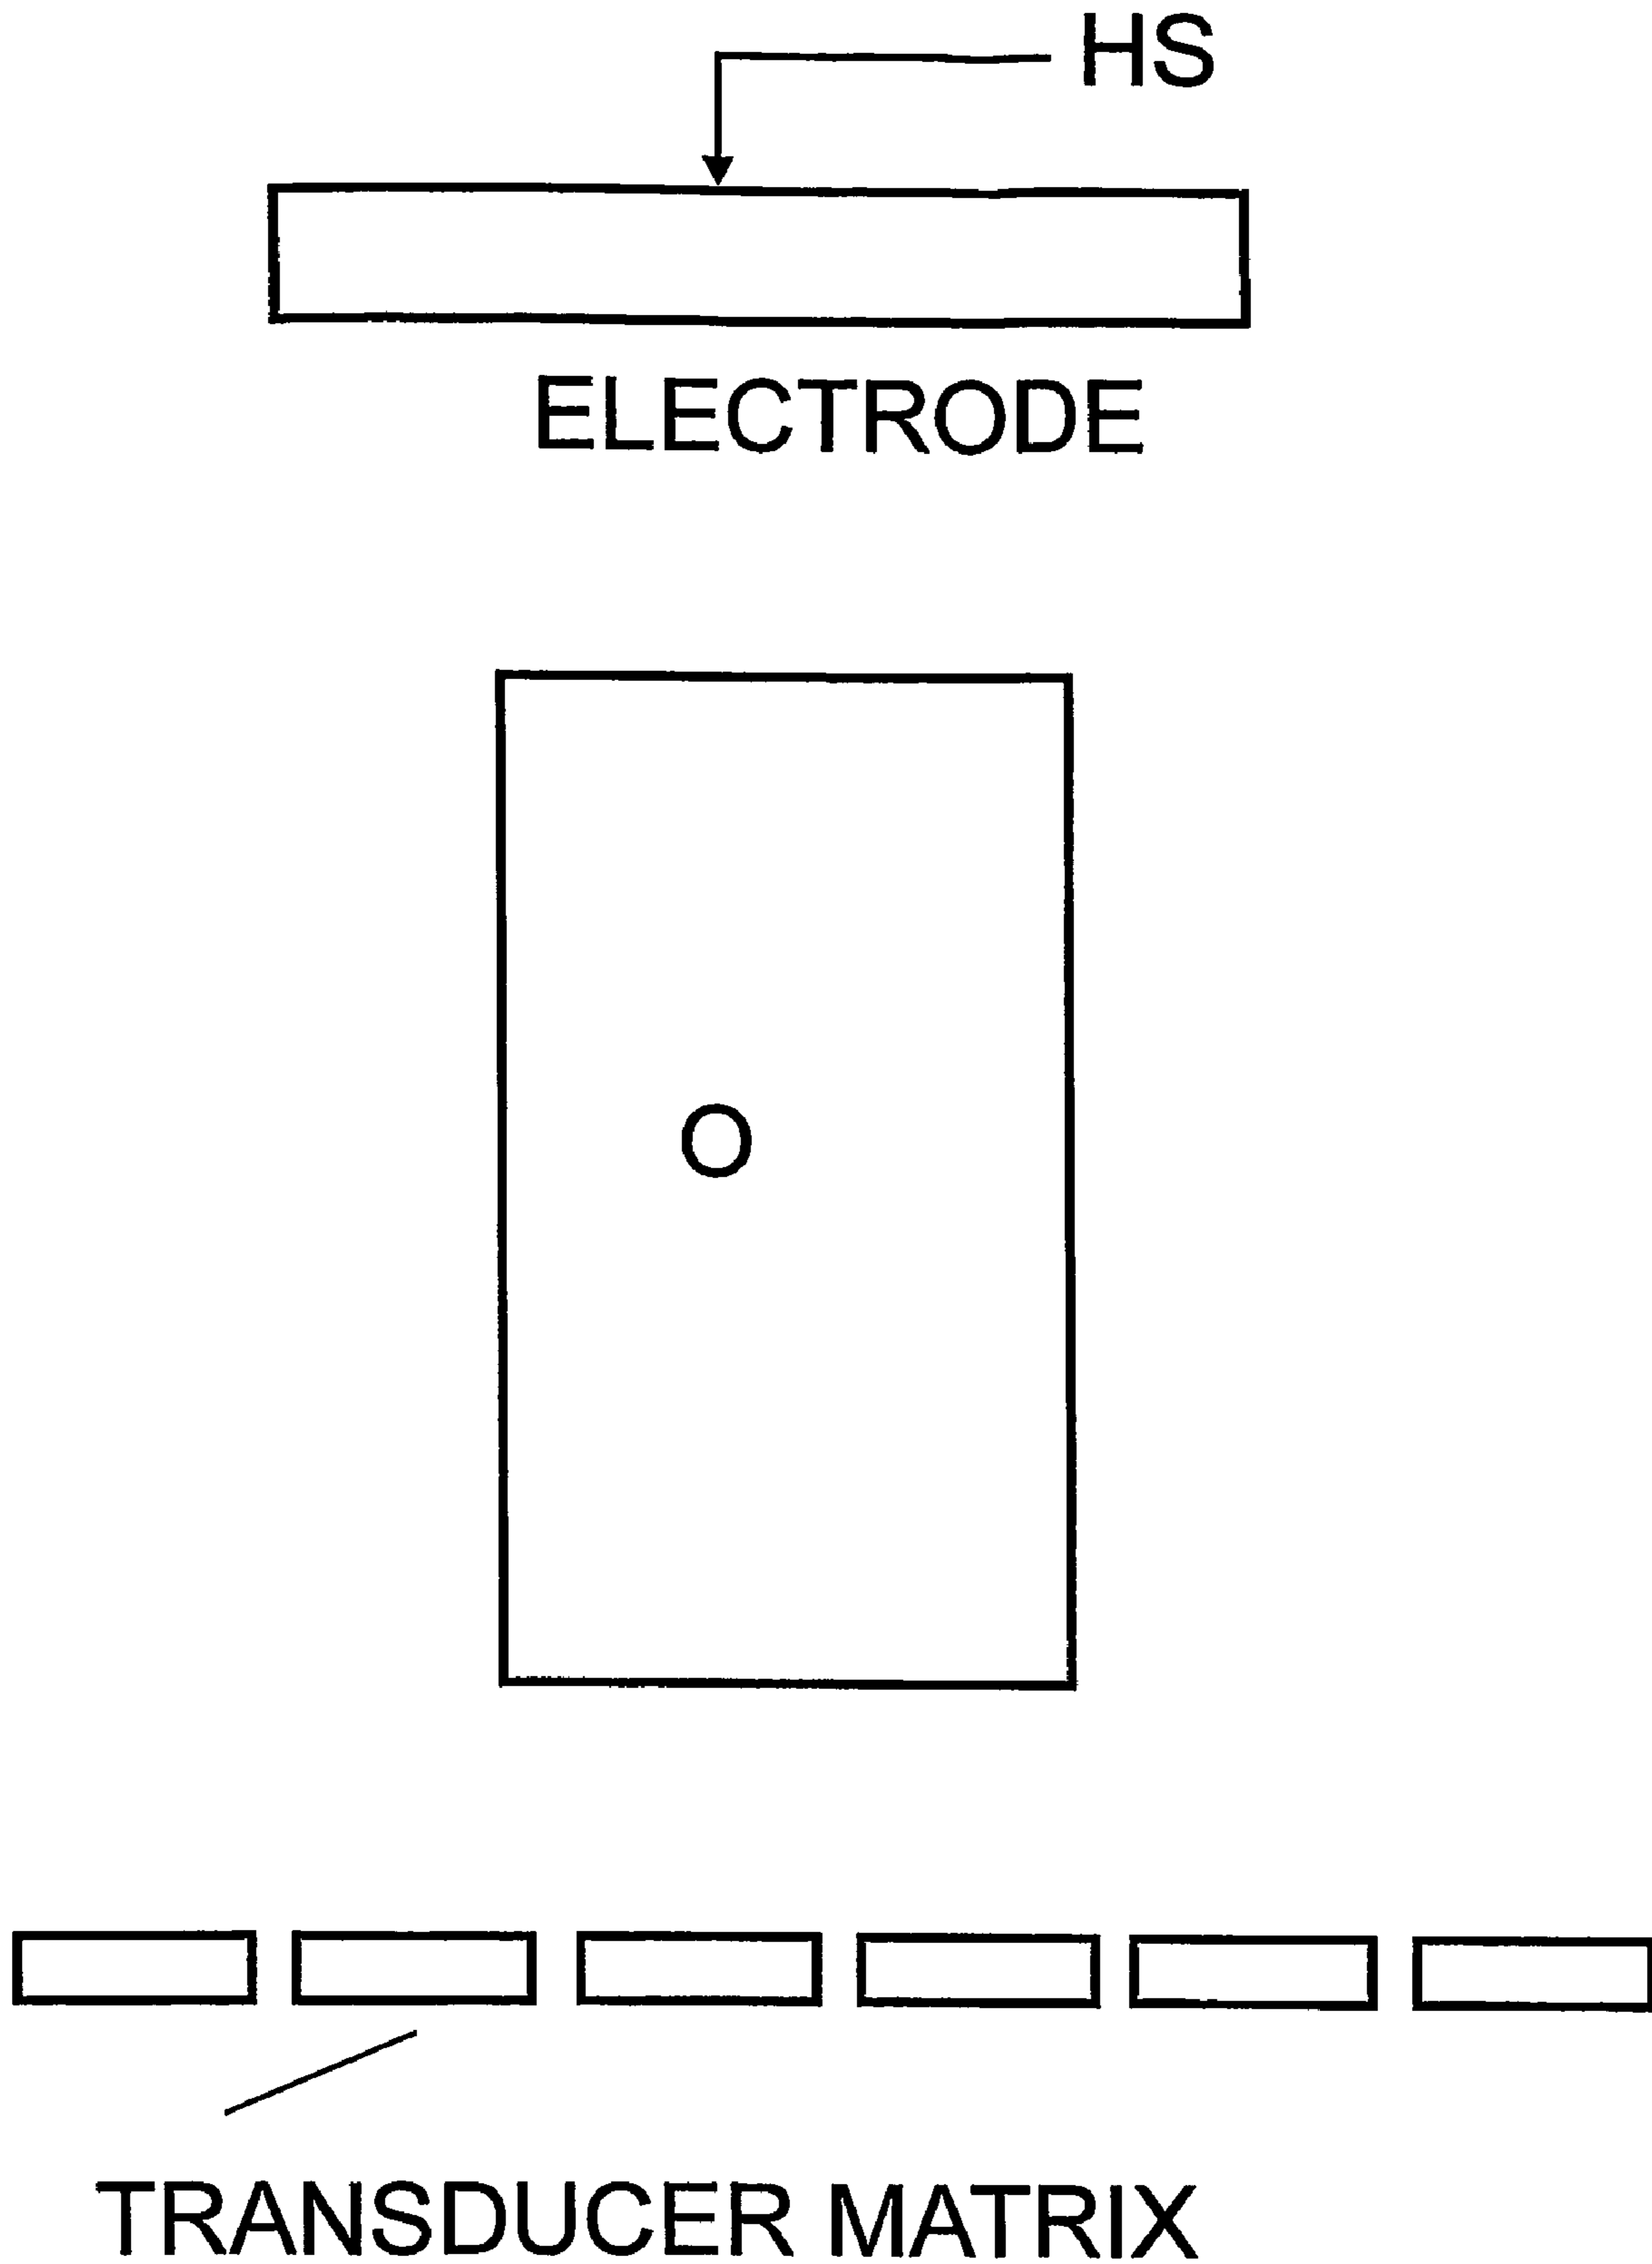 HS
ELECTRODE
O
TRANSDUCER MATRIX